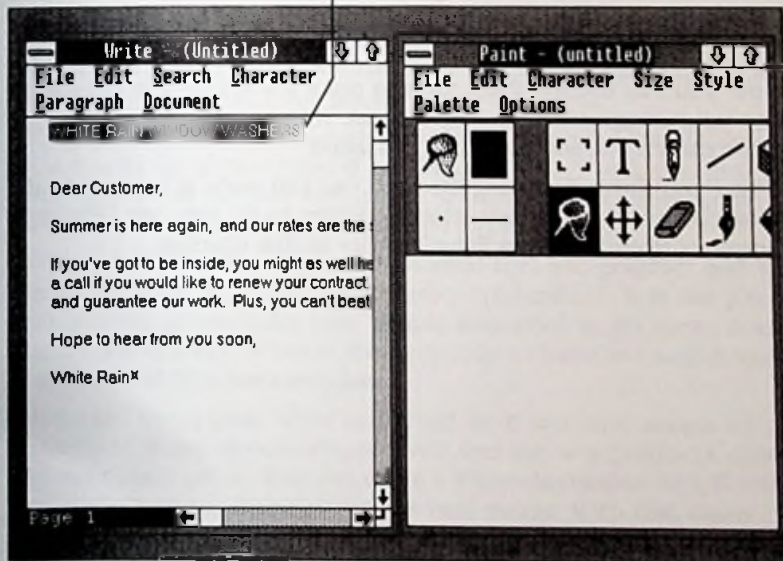 Write - (Untitled)
File Edit Search Character
Paragraph Document
WHITE RAIN WINDOW WASHERS
Dear Customer,
Summer is here again, and our rates are the
If you've got to be inside, you might as well he
a call if you would like to renew your contract
and guarantee our work. Plus, you can't beat
Hope to hear from you soon,
White Rain¤
Page 1
Paint - (untitled)
File Edit Character Size Style
Palette Options
T